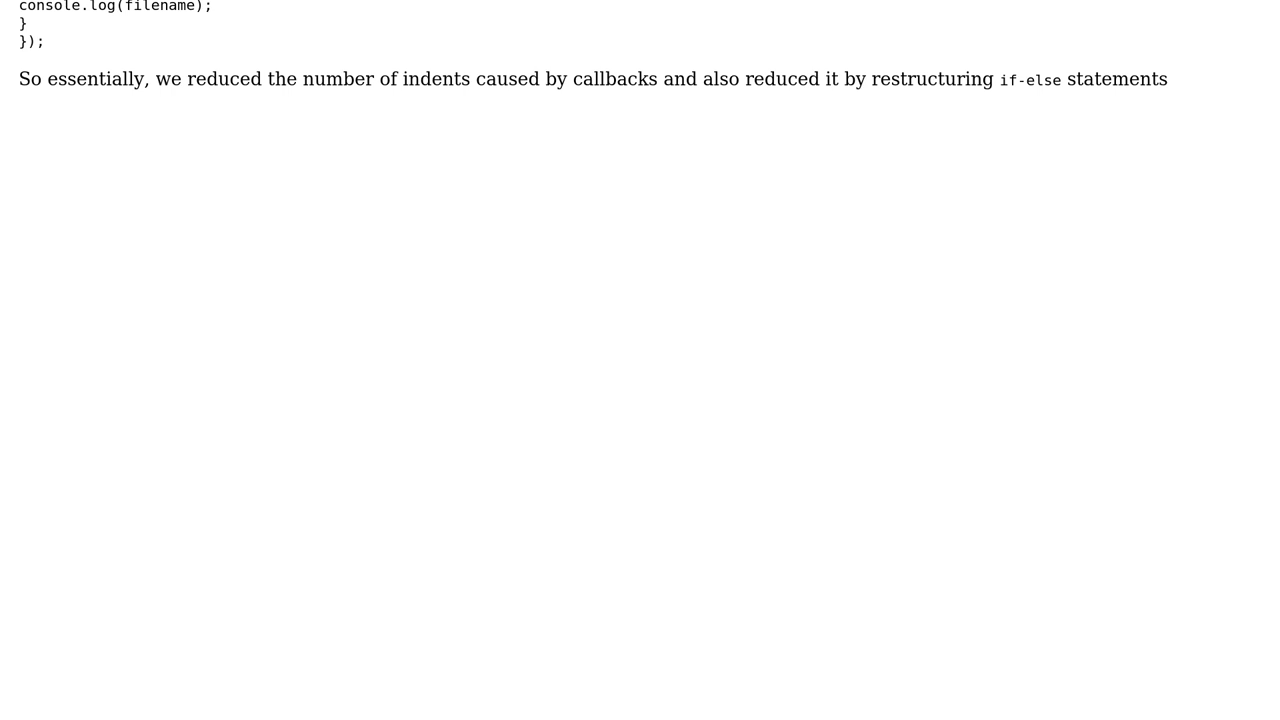 console.log(filename);
}
});
So essentially, we reduced the number of indents caused by callbacks and also reduced it by restructuring if-else statements